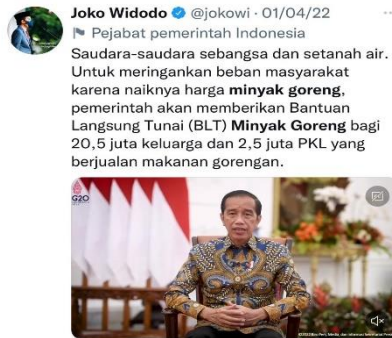 Joko Widodo @jokowi · 01/04/22 ...
Pejabat pemerintah Indonesia
Saudara-saudara sebangsa dan setanah air.
Untuk meringankan beban masyarakat
karena naiknya harga minyak goreng,
pemerintah akan memberikan Bantuan
Langsung Tunai (BLT) Minyak Goreng bagi
20,5 juta keluarga dan 2,5 juta PKL yang
berjualan makanan gorengan.
G20